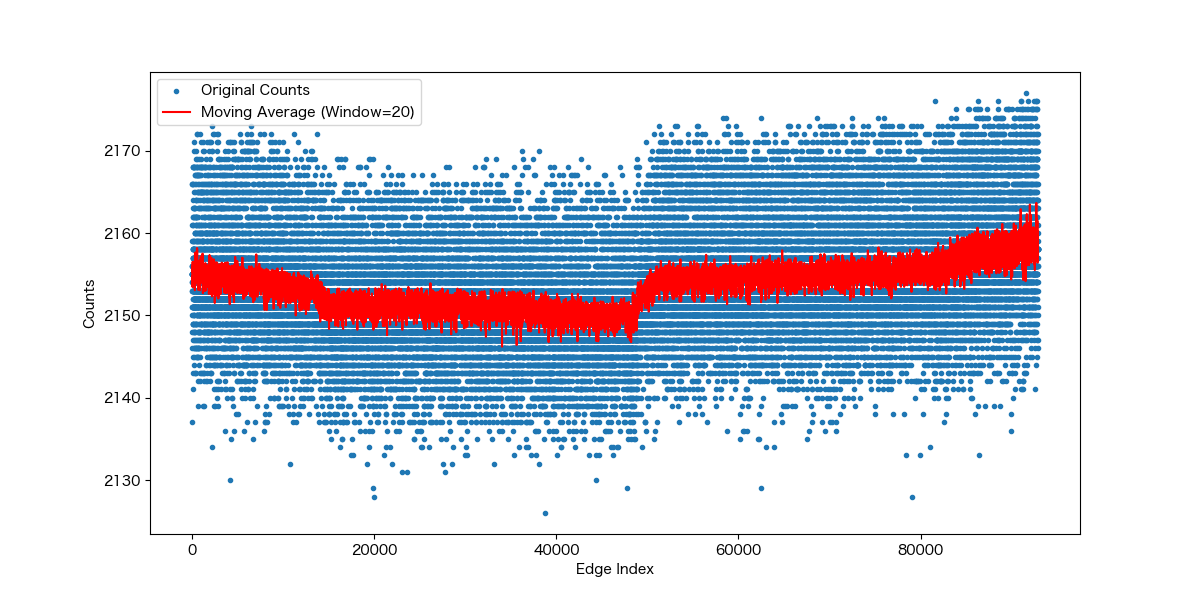 Original Counts
Moving Average (Window=20)
2170
2160
2150
2140
2130
Counts
0 20000 40000 60000 80000
Edge Index